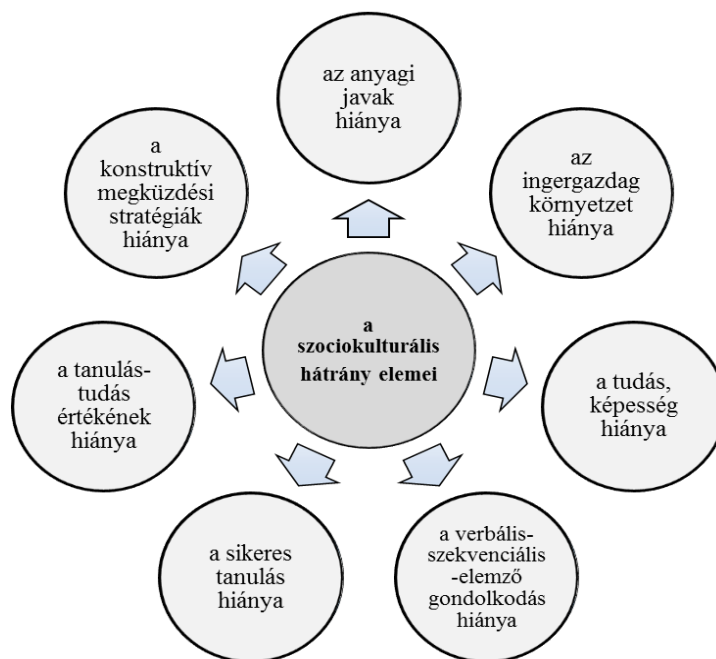 az anyagi
javak
hiánya
az
ingergazdag
környetzet
hiánya
a tudás,
képesség
hiánya
a verbális-
szekvenciális
-elemző
gondolkodás
hiánya
a sikeres
tanulás
hiánya
a tanulás-
tudás
értékének
hiánya
a
konstruktív
megküzdési
stratégiák
hiánya
a
szociokulturális
hátrány elemei